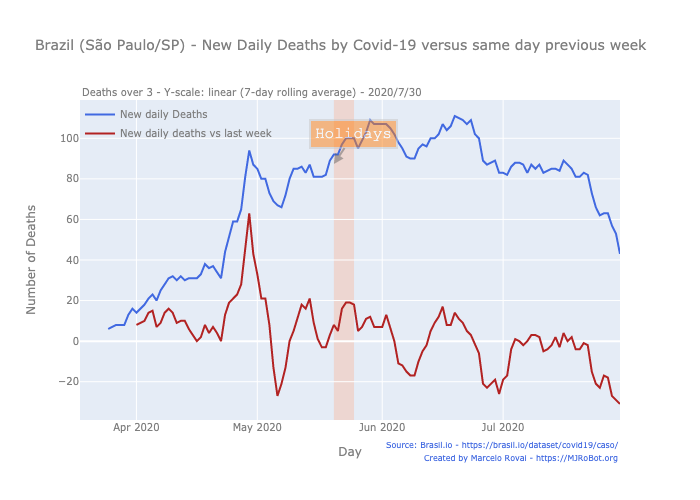 Brazil (São Paulo/SP) - New Daily Deaths by Covid-19 versus same day previous week
Deaths over 3 - Y-scale: linear (7-day rolling average) - 2020/7/30
New daily Deaths
New daily deaths vs last week
Holidays
Number of Deaths
100
80
60
40
20
0
−20
Apr 2020
May 2020
Jun 2020
Jul 2020
Day
Source: Brasil.io - https://brasil.io/dataset/covid19/caso/
Created by Marcelo Rovai - https://MJRoBot.org